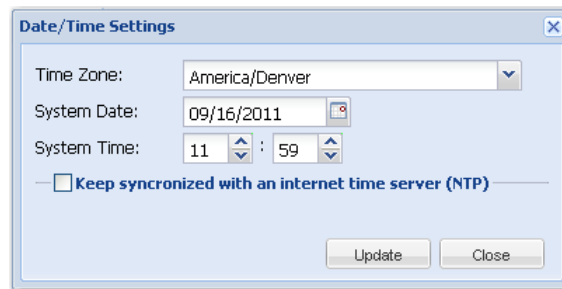 Date/Time Settings
Time Zone: America/Denver
System Date: 09/16/2011
System Time: 11 : 59
Keep syncronized with an internet time server (NTP)
Update Close